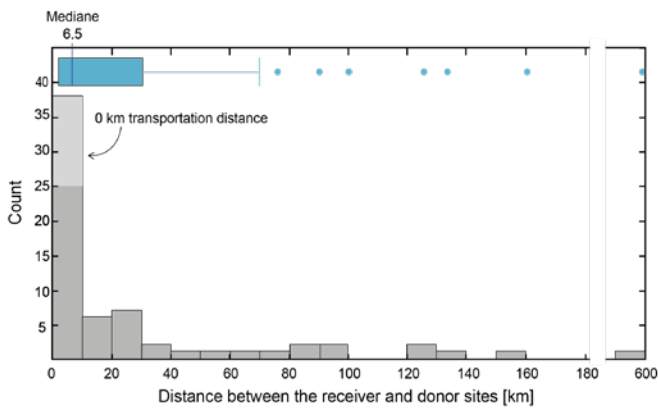 Mediane
6.5
40
35
30
25
20
15
10
5
Count
0 km transportation distance
0 20 40 60 80 100 120 140 160 180 600
Distance between the receiver and donor sites [km]